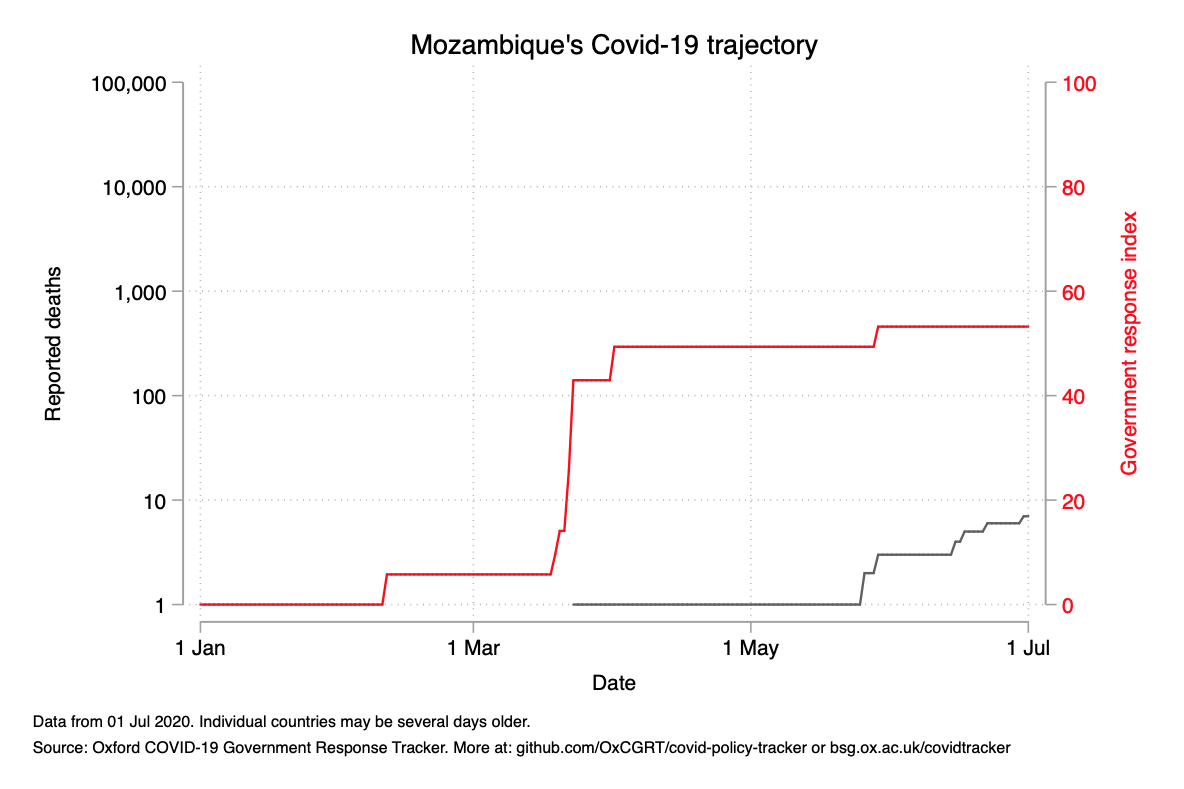 Mozambique's Covid-19 trajectory
100,000
10,000
1,000
100
10
1
Reported deaths
100
80
60
40
20
0
Government response index
1 Jan
1 Mar
1 May
1 Jul
Date
Data from 01 Jul 2020. Individual countries may be several days older.
Source: Oxford COVID-19 Government Response Tracker. More at: github.com/OxCGRT/covid-policy-tracker or bsg.ox.ac.uk/covidtracker